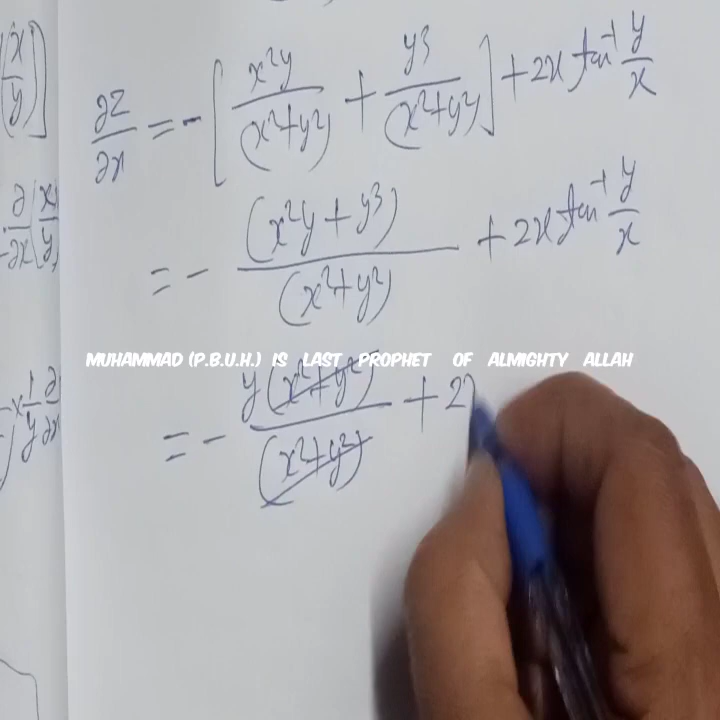 x/y)]
∂z/∂x = - [ x²y/(x²+y²) + y³/(x²+y²) ] + 2x tan⁻¹ y/x
∂/∂x (x/y)
= - (x²y + y³)/(x²+y²) + 2x tan⁻¹ y/x
MUHAMMAD (P.B.U.H.) IS LAST PROPHET OF ALMIGHTY ALLAH
x 1/y ∂/∂x
= - y(x²+y²)/(x²+y²) + 2